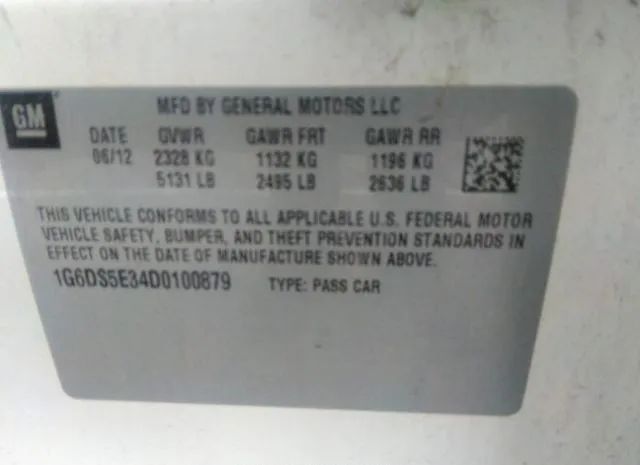 GM
MFD BY GENERAL MOTORS LLC
DATE GVWR GAWR FRT GAWR RR
06/12 2328 KG 1132 KG 1196 KG
5131 LB 2495 LB 2636 LB
THIS VEHICLE CONFORMS TO ALL APPLICABLE U.S. FEDERAL MOTOR
VEHICLE SAFETY, BUMPER, AND THEFT PREVENTION STANDARDS IN
EFFECT ON THE DATE OF MANUFACTURE SHOWN ABOVE.
1G6DS5E34D0100879 TYPE: PASS CAR